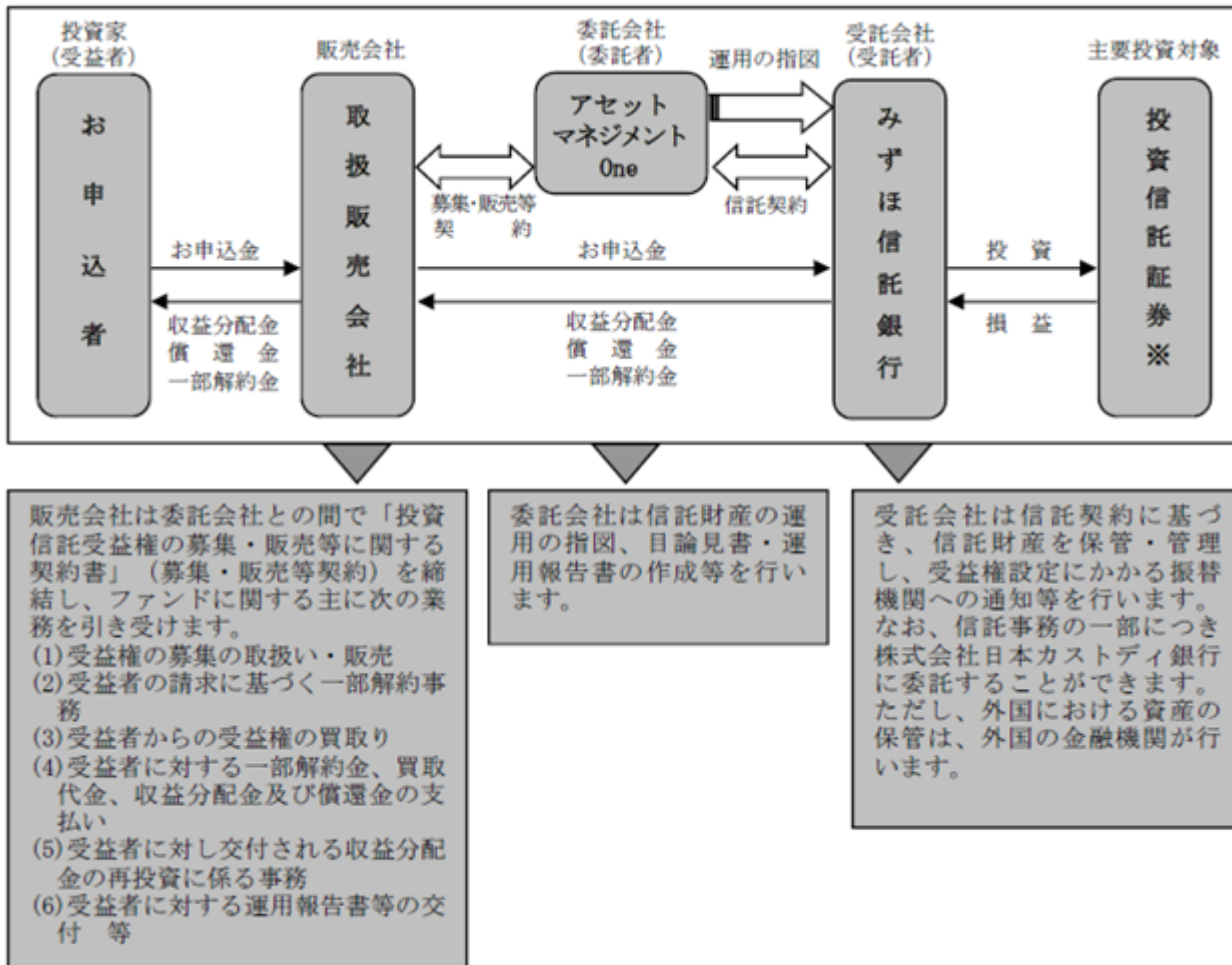 投資家
(受益者)
お申込者
販売会社
取扱販売会社
委託会社
(委託者)
アセット
マネジメント
One
運用の指図
受託会社
(受託者)
みずほ信託銀行
主要投資対象
投資信託証券※
募集・販売等
契　約
信託契約
お申込金
収益分配金
償　還　金
一部解約金
お申込金
収益分配金
償　還　金
一部解約金
投　資
損　益
販売会社は委託会社との間で「投資
信託受益権の募集・販売等に関する
契約書」（募集・販売等契約）を締
結し、ファンドに関する主に次の業
務を引き受けます。
(1)受益権の募集の取扱い・販売
(2)受益者の請求に基づく一部解約事
務
(3)受益者からの受益権の買取り
(4)受益者に対する一部解約金、買取
代金、収益分配金及び償還金の支
払い
(5)受益者に対し交付される収益分配
金の再投資に係る事務
(6)受益者に対する運用報告書等の交
付　等
委託会社は信託財産の運
用の指図、目論見書・運
用報告書の作成等を行い
ます。
受託会社は信託契約に基づ
き、信託財産を保管・管理
し、受益権設定にかかる振替
機関への通知等を行います。
なお、信託事務の一部につき
株式会社日本カストディ銀行
に委託することができます。
ただし、外国における資産の
保管は、外国の金融機関が行
います。